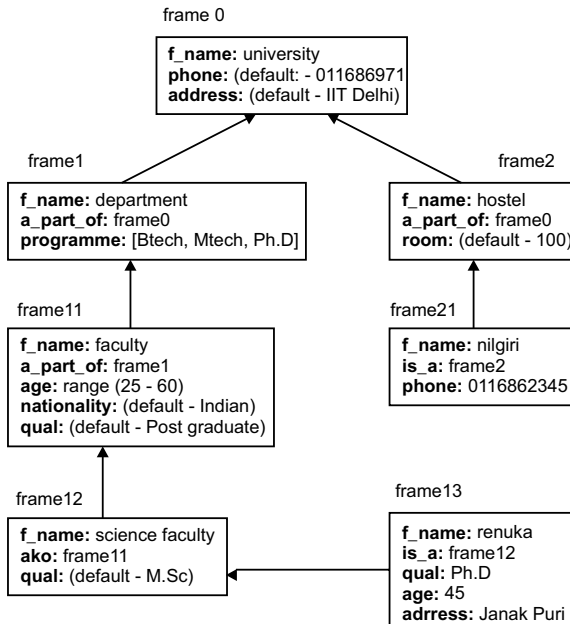 frame 0
f_name: university
phone: (default: - 011686971
address: (default - IIT Delhi)
frame1
f_name: department
a_part_of: frame0
programme: [Btech, Mtech, Ph.D]
frame2
f_name: hostel
a_part_of: frame0
room: (default - 100)
frame11
f_name: faculty
a_part_of: frame1
age: range (25 - 60)
nationality: (default - Indian)
qual: (default - Post graduate)
frame21
f_name: nilgiri
is_a: frame2
phone: 0116862345
frame12
f_name: science faculty
ako: frame11
qual: (default - M.Sc)
frame13
f_name: renuka
is_a: frame12
qual: Ph.D
age: 45
adrress: Janak Puri